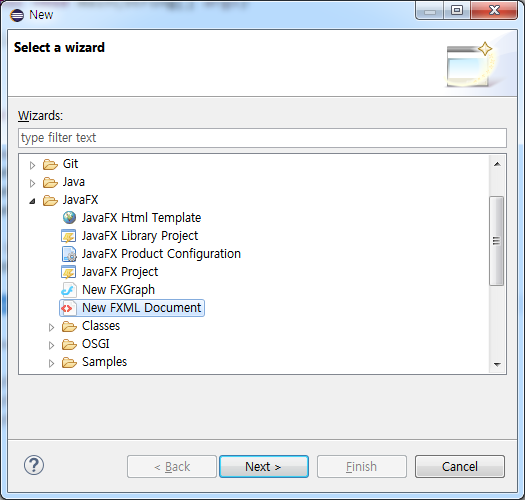 New
Select a wizard
Wizards:
type filter text
Git
Java
JavaFX
JavaFX Html Template
JavaFX Library Project
JavaFX Product Configuration
JavaFX Project
New FXGraph
New FXML Document
Classes
OSGI
Samples
< Back
Next >
Finish
Cancel